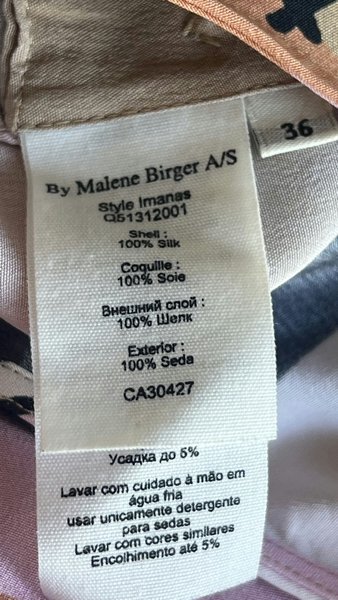 36
By Malene Birger A/S
Style Imanas
Q51312001
Shell :
100% Silk
Coquille :
100% Soie
Внешний слой :
100% Шелк
Exterior :
100% Seda
CA30427
Усадка до 5%
Lavar com cuidado à mão em
água fria
usar unicamente detergente
para sedas
Lavar com cores similares
Encolhimento até 5%